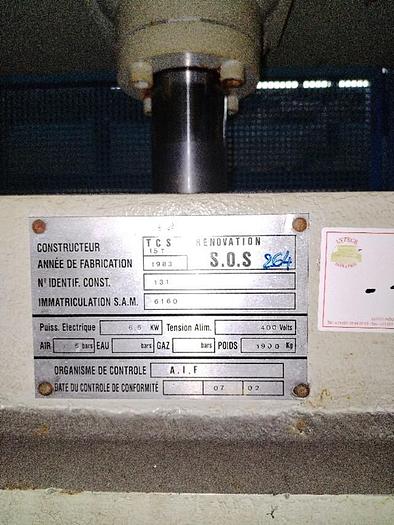 CONSTRUCTEUR TCS 15T RENOVATION
ANNÉE DE FABRICATION 1983 S.O.S 264
N° IDENTIF. CONST. 131
IMMATRICULATION S.A.M. 6160
Puiss. Electrique 6,5 KW Tension Alim. 400 Volts
AIR 6 bars EAU bars GAZ bars POIDS 1900 Kg
ORGANISME DE CONTROLE A.I.F
DATE DU CONTROLE DE CONFORMITÉ 07 02